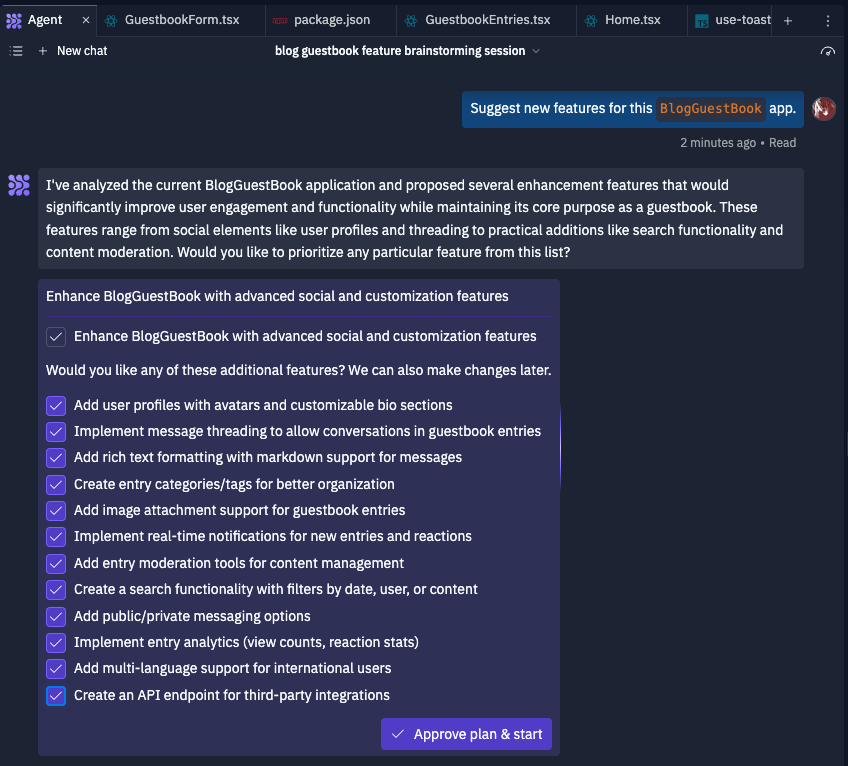 Agent
GuestbookForm.tsx
package.json
GuestbookEntries.tsx
Home.tsx
TS
use-toast
New chat
blog guestbook feature brainstorming session
Suggest new features for this BlogGuestBook app.
2 minutes ago • Read
I've analyzed the current BlogGuestBook application and proposed several enhancement features that would
significantly improve user engagement and functionality while maintaining its core purpose as a guestbook. These
features range from social elements like user profiles and threading to practical additions like search functionality and
content moderation. Would you like to prioritize any particular feature from this list?
Enhance BlogGuestBook with advanced social and customization features
Enhance BlogGuestBook with advanced social and customization features
Would you like any of these additional features? We can also make changes later.
Add user profiles with avatars and customizable bio sections
Implement message threading to allow conversations in guestbook entries
Add rich text formatting with markdown support for messages
Create entry categories/tags for better organization
Add image attachment support for guestbook entries
Implement real-time notifications for new entries and reactions
Add entry moderation tools for content management
Create a search functionality with filters by date, user, or content
Add public/private messaging options
Implement entry analytics (view counts, reaction stats)
Add multi-language support for international users
Create an API endpoint for third-party integrations
Approve plan & start